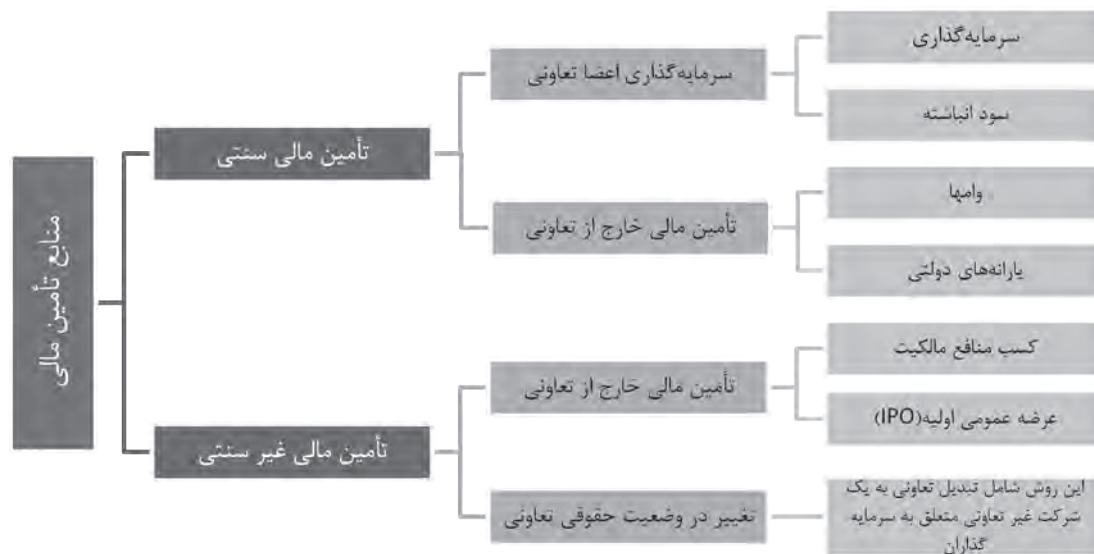 منابع تأمین مالی
تأمین مالی سنتی
سرمایه‌گذاری اعضا تعاونی
سرمایه‌گذاری
سود انباشته
تأمین مالی خارج از تعاونی
وامها
یارانه‌های دولتی
تأمین مالی غیر سنتی
تأمین مالی خارج از تعاونی
کسب منافع مالکیت
عرضه عمومی اولیه(IPO)
تغییر در وضعیت حقوقی تعاونی
این روش شامل تبدیل تعاونی به یک
شرکت غیر تعاونی متعلق به سرمایه
گذاران